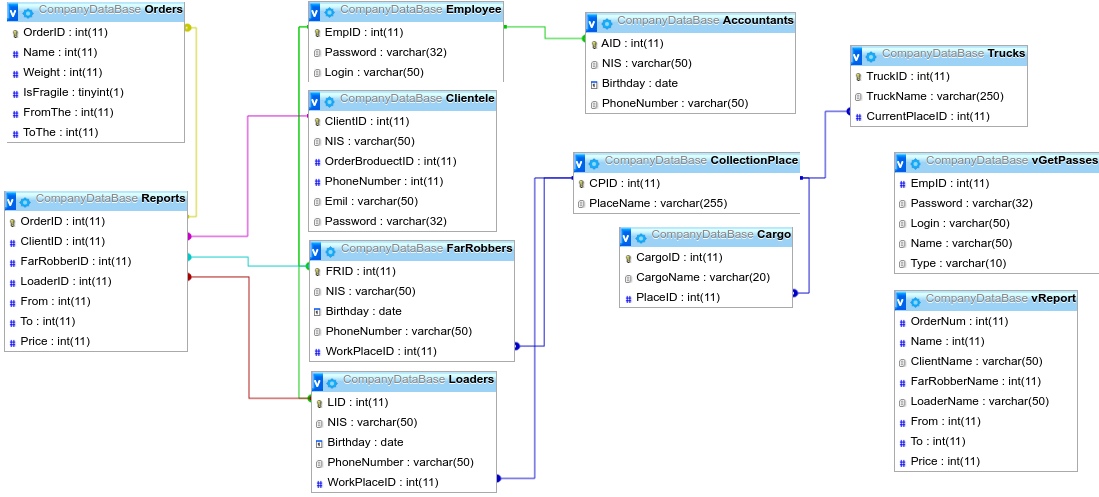 CompanyDataBase Orders
OrderID : int(11)
Name : int(11)
Weight : int(11)
IsFragile : tinyint(1)
FromThe : int(11)
ToThe : int(11)
CompanyDataBase Reports
OrderID : int(11)
ClientID : int(11)
FarRobberID : int(11)
LoaderID : int(11)
From : int(11)
To : int(11)
Price : int(11)
CompanyDataBase Employee
EmpID : int(11)
Password : varchar(32)
Login : varchar(50)
CompanyDataBase Clientele
ClientID : int(11)
NIS : varchar(50)
OrderBroductID : int(11)
PhoneNumber : int(11)
Emil : varchar(50)
Password : varchar(32)
CompanyDataBase FarRobbers
FRID : int(11)
NIS : varchar(50)
Birthday : date
PhoneNumber : varchar(50)
WorkPlaceID : int(11)
CompanyDataBase Loaders
LID : int(11)
NIS : varchar(50)
Birthday : date
PhoneNumber : varchar(50)
WorkPlaceID : int(11)
CompanyDataBase Accountants
AID : int(11)
NIS : varchar(50)
Birthday : date
PhoneNumber : varchar(50)
CompanyDataBase CollectionPlace
CPID : int(11)
PlaceName : varchar(255)
CompanyDataBase Cargo
CargoID : int(11)
CargoName : varchar(20)
PlaceID : int(11)
CompanyDataBase Trucks
TruckID : int(11)
TruckName : varchar(250)
CurrentPlaceID : int(11)
CompanyDataBase vGetPasses
EmpID : int(11)
Password : varchar(32)
Login : varchar(50)
Name : varchar(50)
Type : varchar(10)
CompanyDataBase vReport
OrderNum : int(11)
Name : int(11)
ClientName : varchar(50)
FarRobberName : int(11)
LoaderName : varchar(50)
From : int(11)
To : int(11)
Price : int(11)